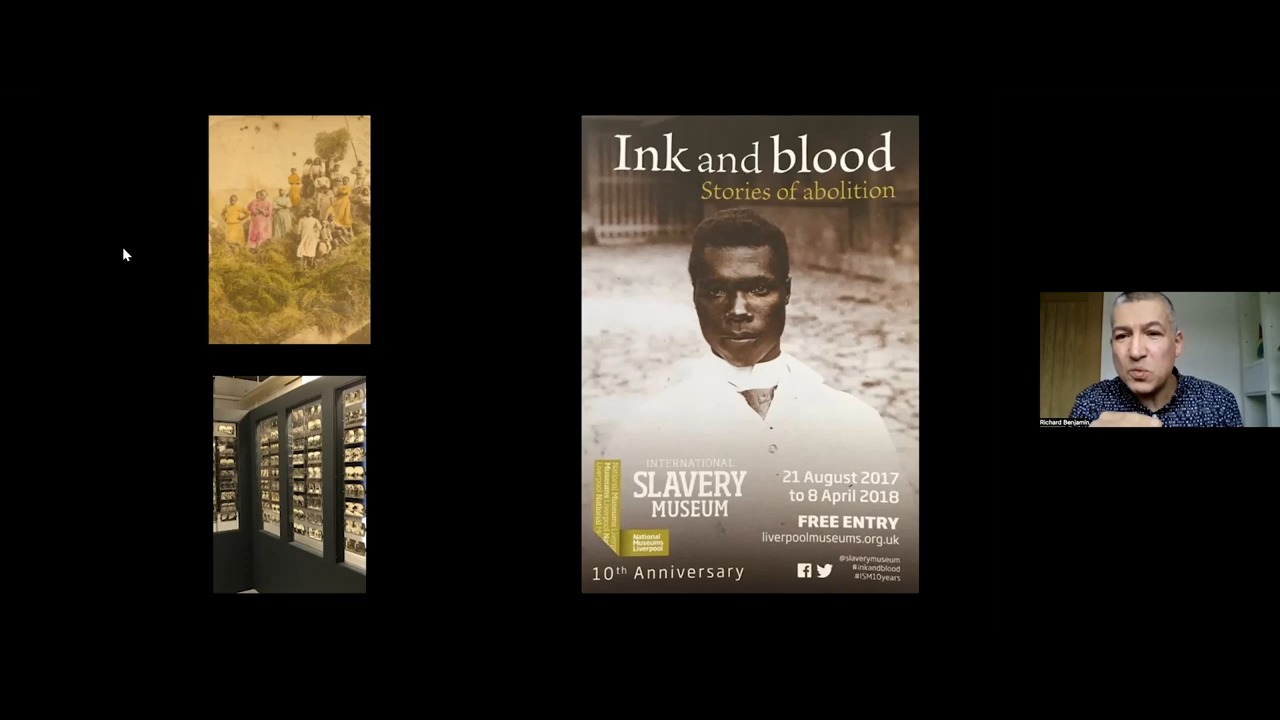 Ink and blood
Stories of abolition
INTERNATIONAL
SLAVERY
MUSEUM
National
Museums
Liverpool
10th Anniversary
21 August 2017
to 8 April 2018
FREE ENTRY
liverpoolmuseums.org.uk
@slaverymuseum
#inkandblood
#ISM10years
Richard Benjamin